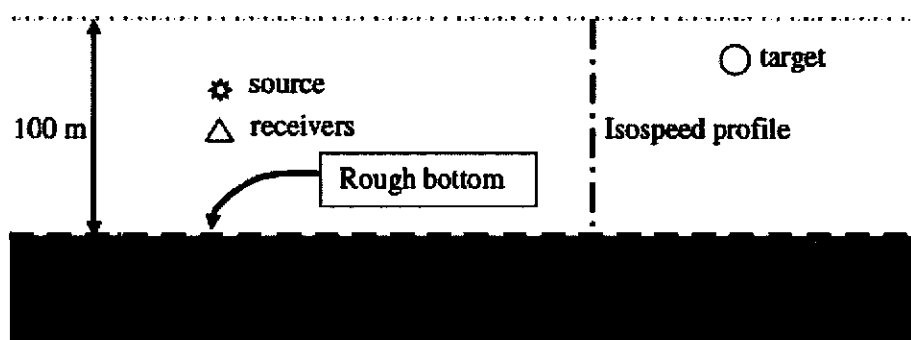 target
source
100 m
receivers
Isospeed profile
Rough bottom